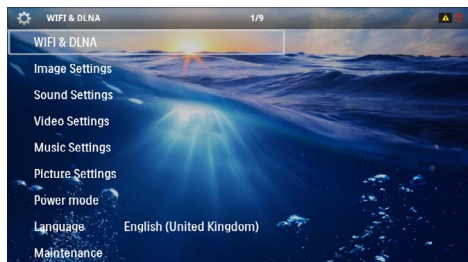 WIFI & DLNA 1/9
WIFI & DLNA
Image Settings
Sound Settings
Video Settings
Music Settings
Picture Settings
Power mode
Language English (United Kingdom)
Maintenance